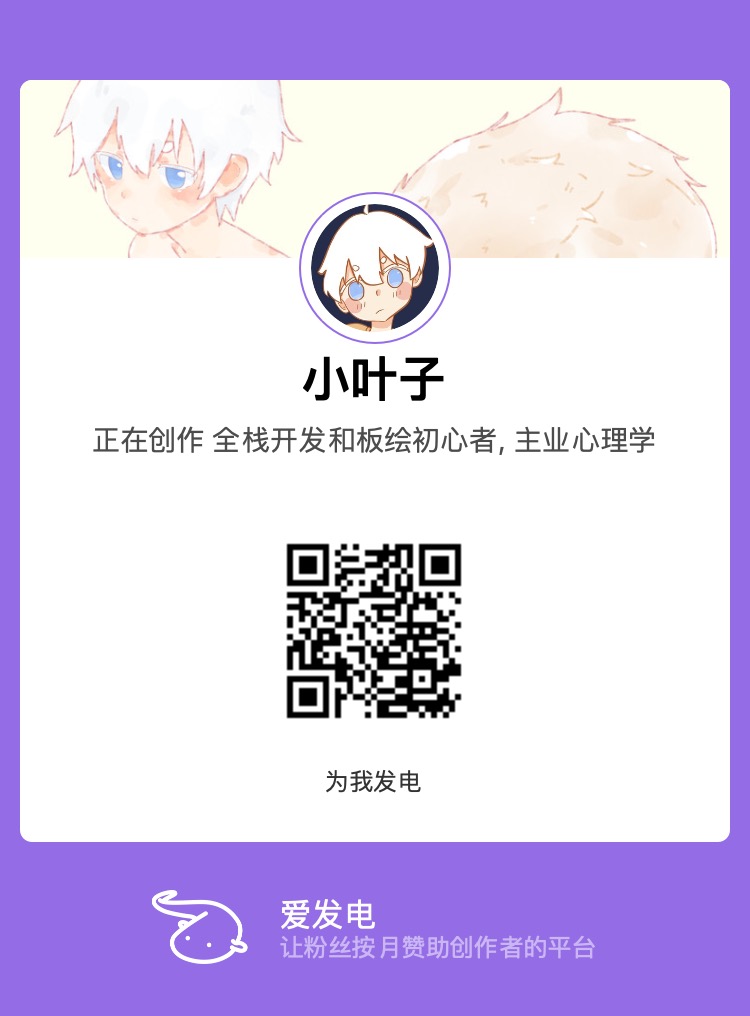 小叶子
正在创作 全栈开发和板绘初心者, 主业心理学
为我发电
爱发电
让粉丝按月赞助创作者的平台